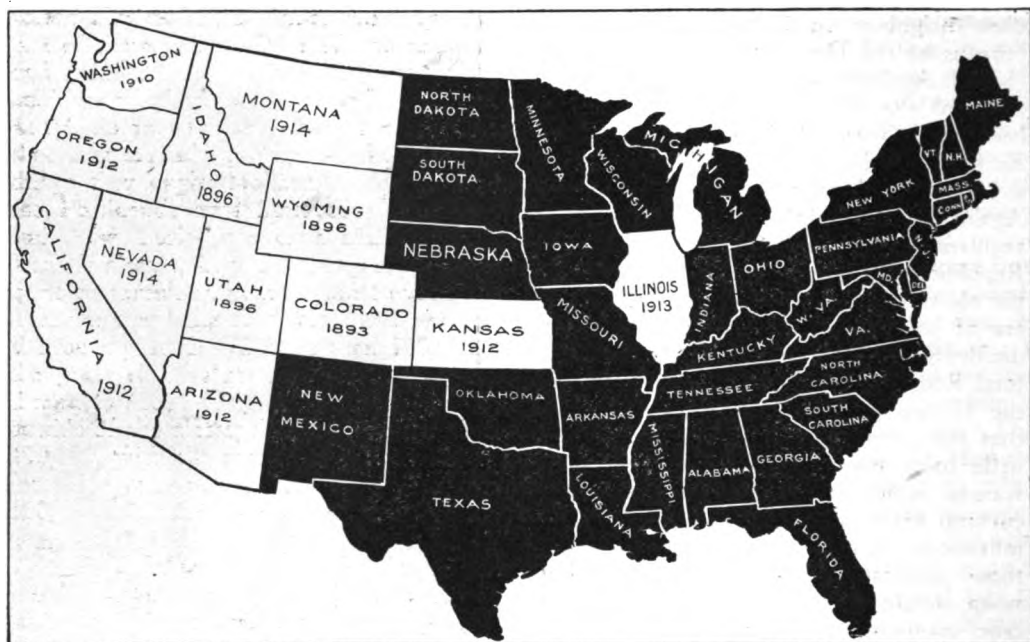 WASHINGTON
1910
OREGON
1912
CALIFORNIA
1912
IDAHO
1896
NEVADA
1914
MONTANA
1914
WYOMING
1896
UTAH
1896
COLORADO
1893
ARIZONA
1912
NEW
MEXICO
NORTH
DAKOTA
SOUTH
DAKOTA
NEBRASKA
KANSAS
1912
OKLAHOMA
TEXAS
MINNESOTA
IOWA
MISSOURI
ARKANSAS
LOUISIANA
WISCONSIN
MICHIGAN
ILLINOIS
1913
INDIANA
OHIO
KENTUCKY
TENNESSEE
MISSISSIPPI
ALABAMA
GEORGIA
FLORIDA
SOUTH
CAROLINA
NORTH
CAROLINA
VA.
W. VA.
MD.
DEL
PENNSYLVANIA
N.J.
NEW YORK
CONN
MASS
VT.
N.H.
MAINE